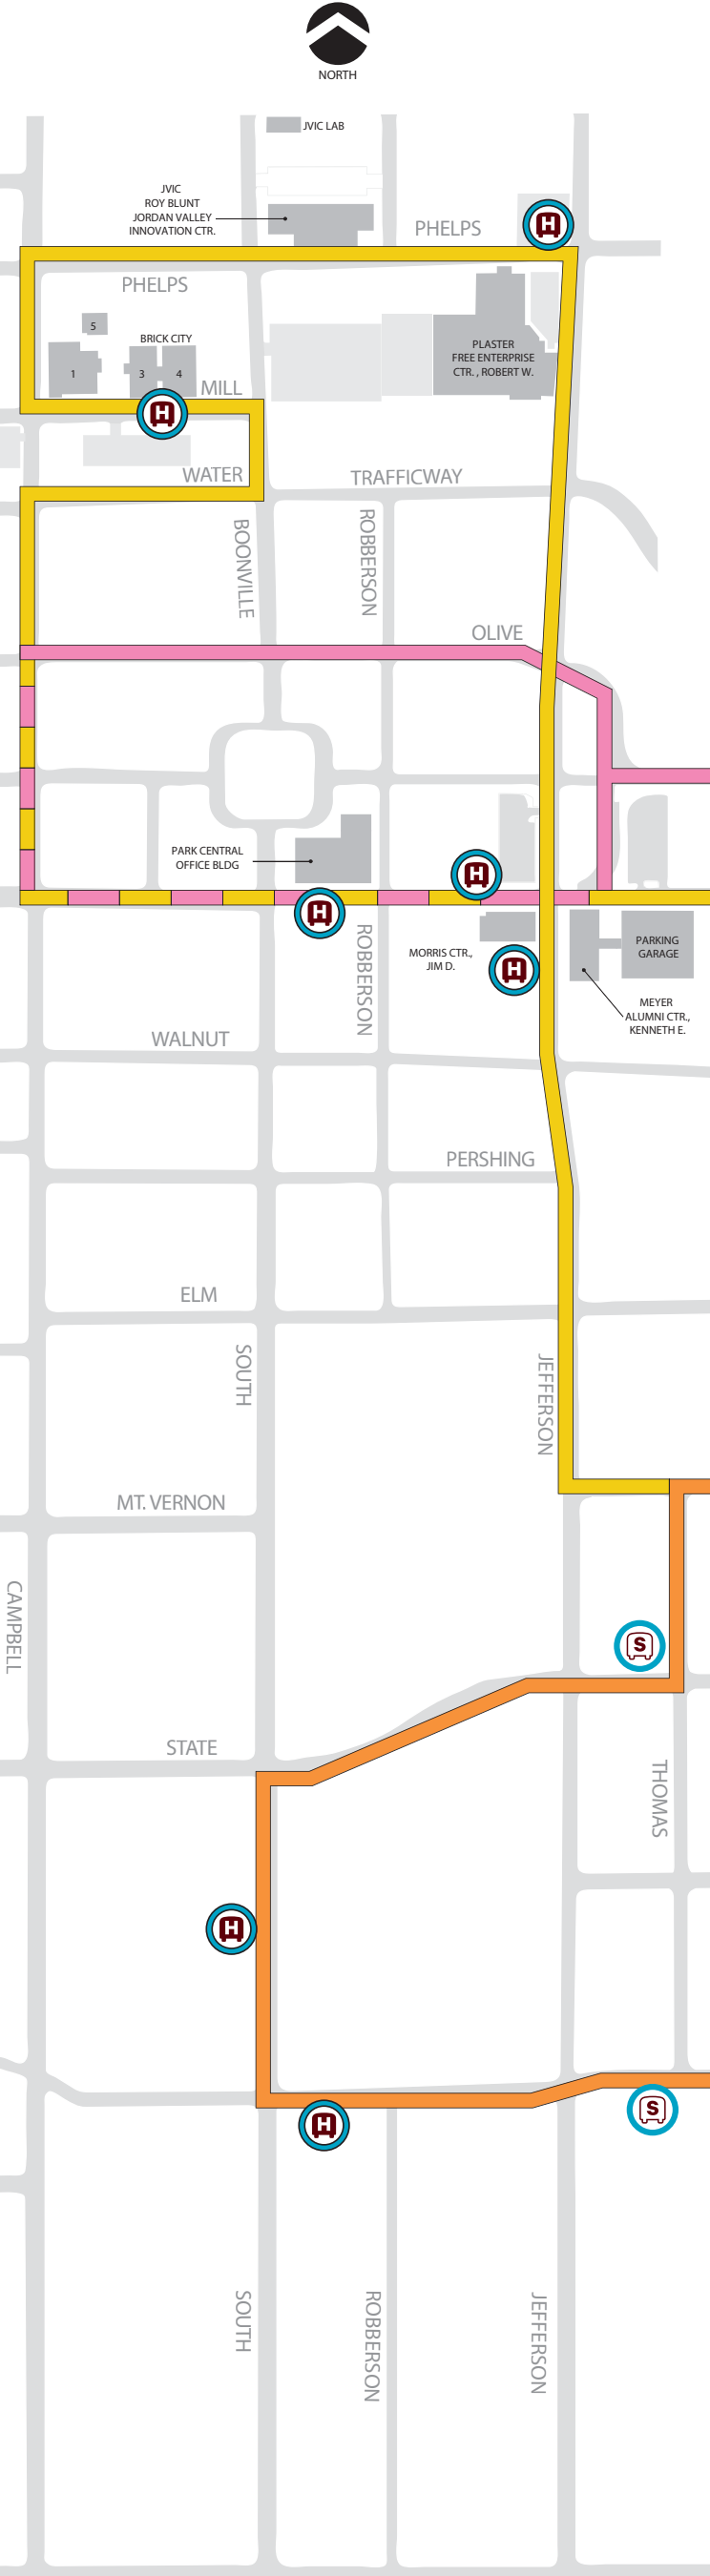 NORTH
JVIC LAB
JVIC
ROY BLUNT
JORDAN VALLEY
INNOVATION CTR.
PHELPS
H
PHELPS
5
BRICK CITY
1
3
4
PLASTER
FREE ENTERPRISE
CTR. , ROBERT W.
MILL
H
WATER
TRAFFICWAY
BOONVILLE
ROBBERSON
OLIVE
PARK CENTRAL
OFFICE BLDG
H
H
ROBBERSON
MORRIS CTR.,
JIM D.
H
PARKING
GARAGE
MEYER
ALUMNI CTR.,
KENNETH E.
WALNUT
PERSHING
ELM
SOUTH
JEFFERSON
MT. VERNON
CAMPBELL
S
STATE
THOMAS
H
H
S
SOUTH
ROBBERSON
JEFFERSON